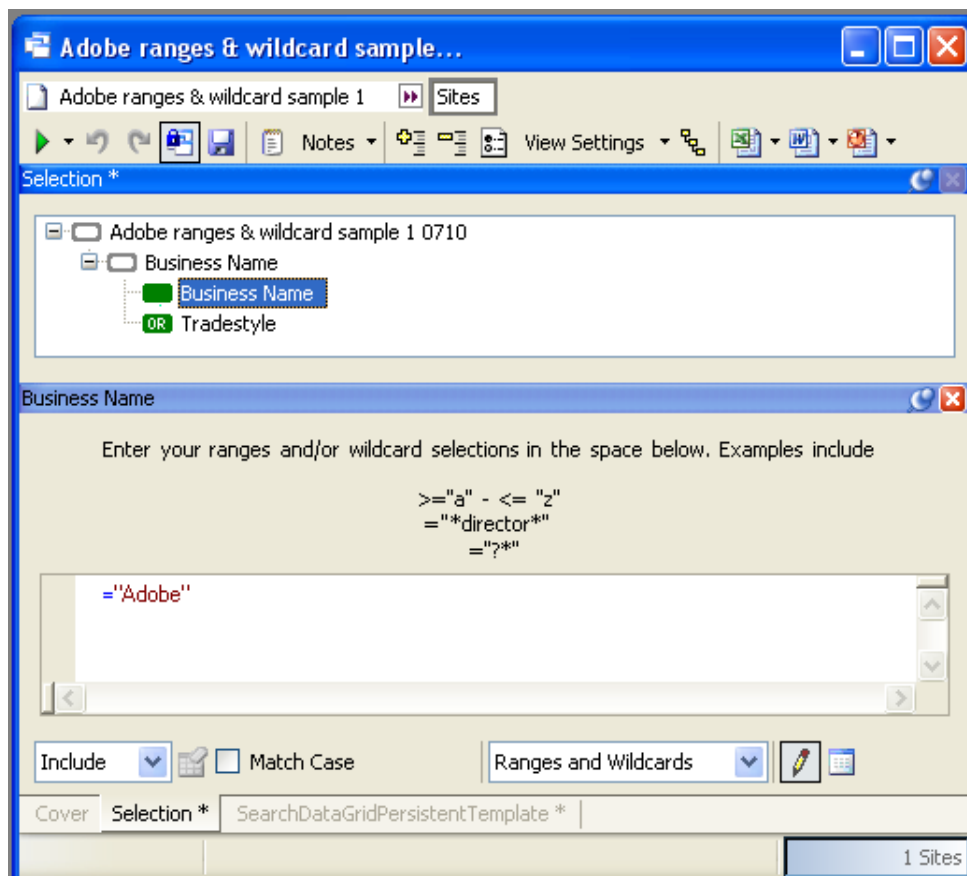 Adobe ranges & wildcard sample...
Adobe ranges & wildcard sample 1 Sites
Notes View Settings
Selection *
Adobe ranges & wildcard sample 1 0710
Business Name
Business Name
OR Tradestyle
Business Name
Enter your ranges and/or wildcard selections in the space below. Examples include
>="a" - <= "z"
="*director*"
="?*"
="Adobe"
Include Match Case Ranges and Wildcards
Cover Selection * SearchDataGridPersistentTemplate *
1 Sites